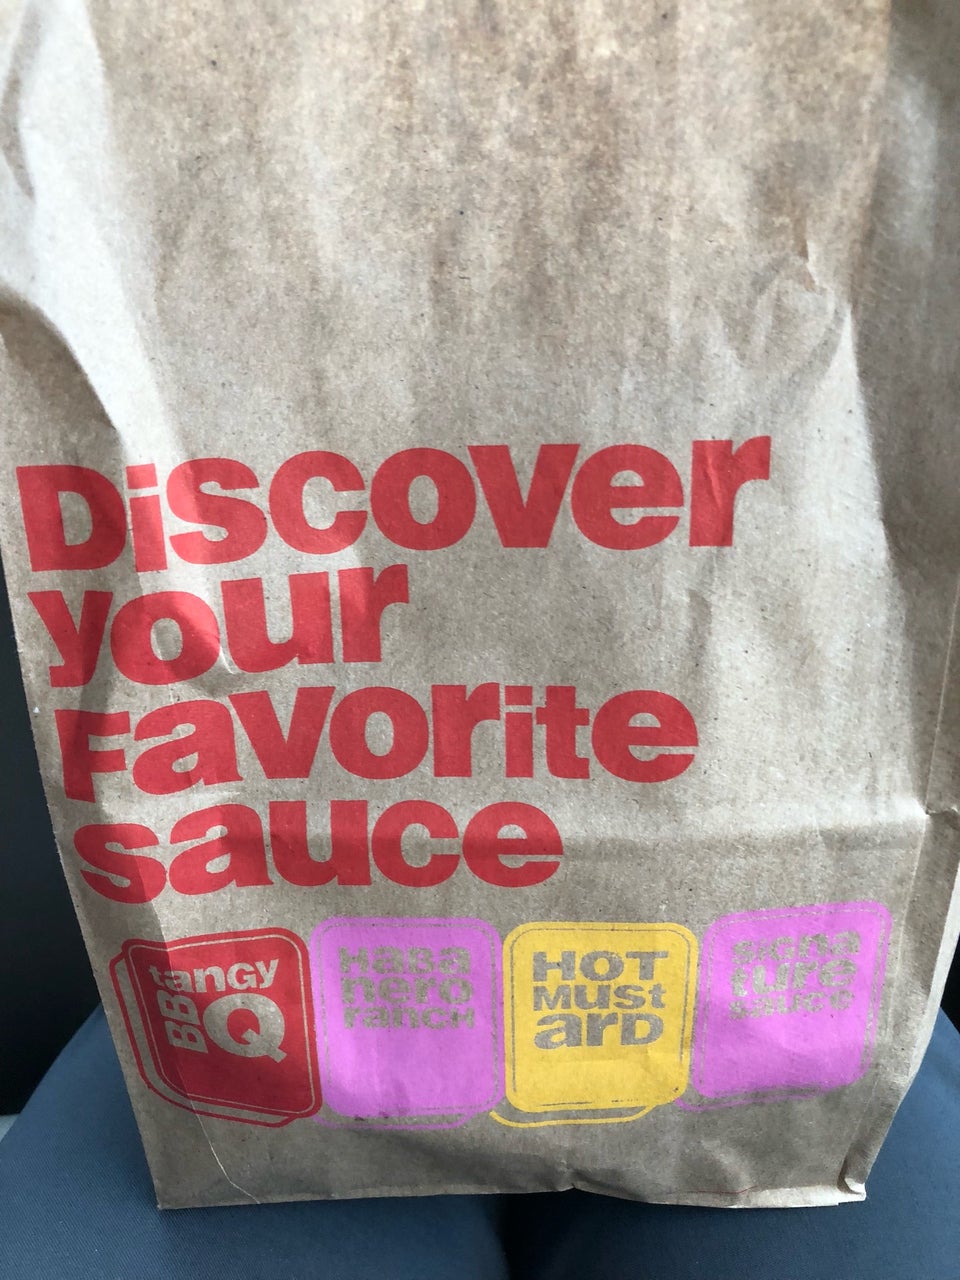 Discover
your
Favorite
sauce
tangy
BBQ
Haba
nero
rancH
HOT
Must
arD
signa
ture
sauce